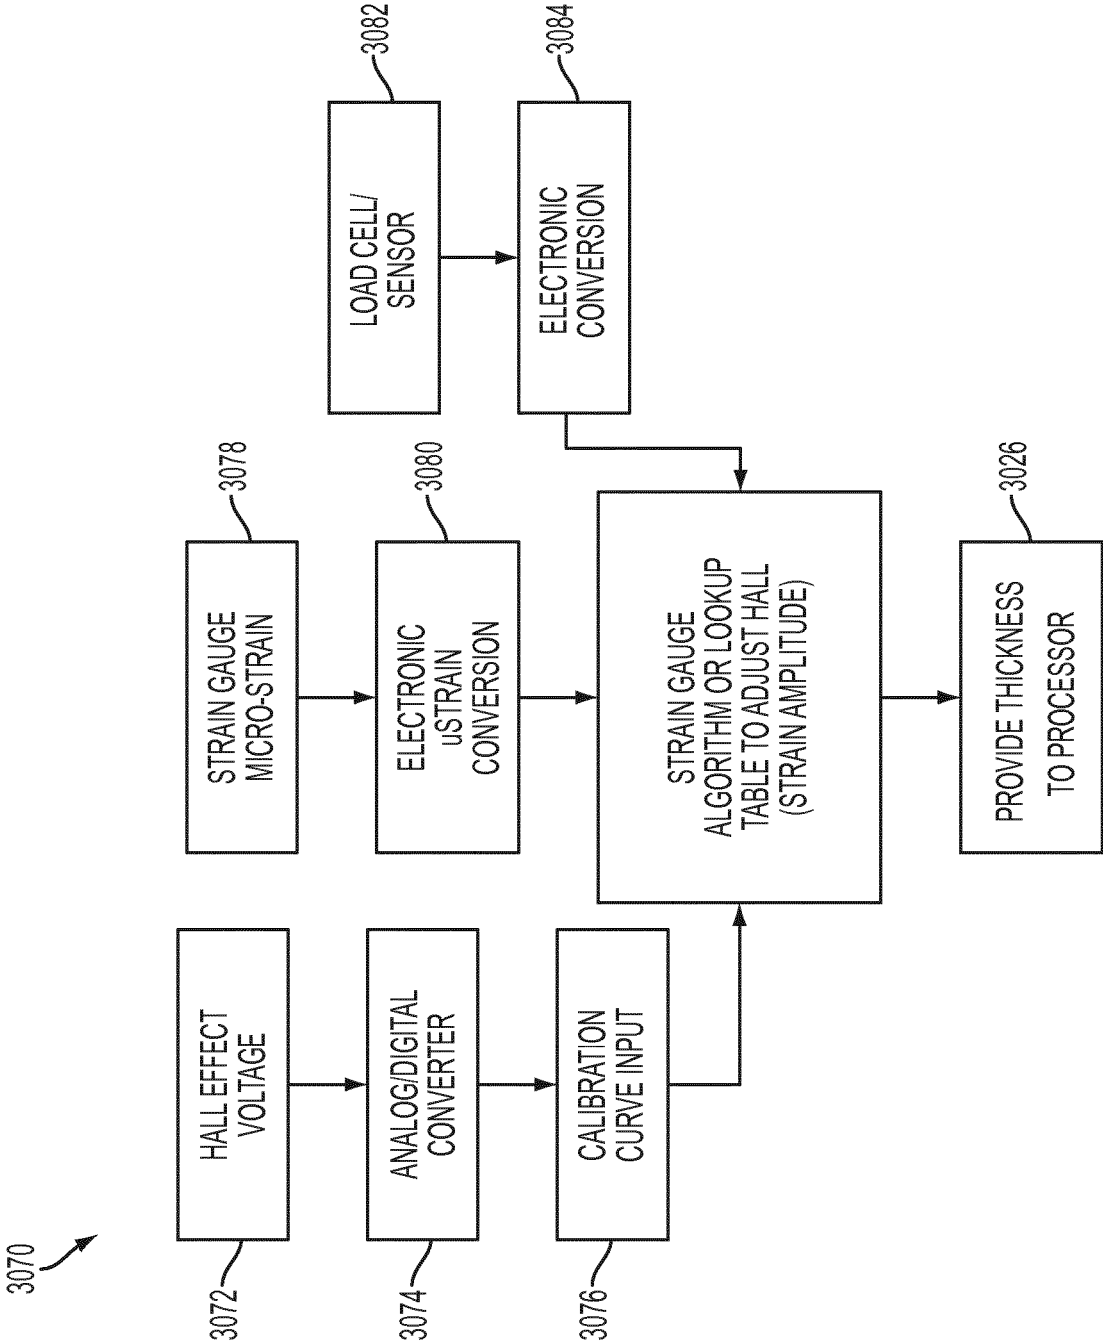 3070
3072
HALL EFFECT
VOLTAGE
3074
ANALOG/DIGITAL
CONVERTER
3076
CALIBRATION
CURVE INPUT
3078
STRAIN GAUGE
MICRO-STRAIN
3080
ELECTRONIC
uSTRAIN
CONVERSION
3082
LOAD CELL/
SENSOR
3084
ELECTRONIC
CONVERSION
STRAIN GAUGE
ALGORITHM OR LOOKUP
TABLE TO ADJUST HALL
(STRAIN AMPLITUDE)
3026
PROVIDE THICKNESS
TO PROCESSOR